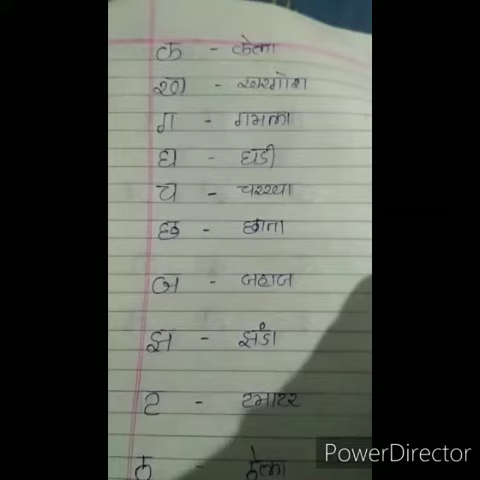 क - केला
ख - खरगोश
ग - गमला
घ - घडी
च - चरखा
छ - छाता
ज - जहाज
झ - झंडा
ट - टमाटर
ठ - ठेला
PowerDirector